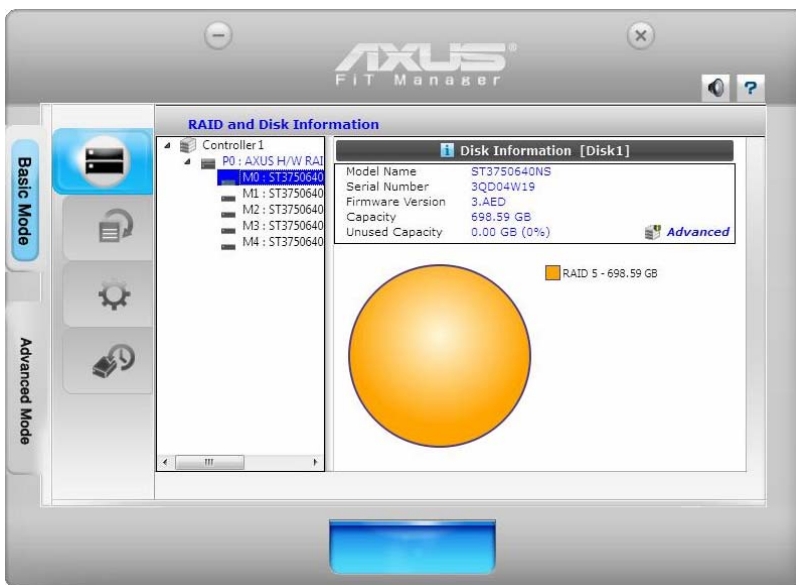 AXUS
FiT Manager
?
RAID and Disk Information
Basic Mode
Advanced Mode
Controller 1
P0 : AXUS H/W RAI
M0 : ST3750640
M1 : ST3750640
M2 : ST3750640
M3 : ST3750640
M4 : ST3750640
Disk Information [Disk1]
Model Name ST3750640NS
Serial Number 3QD04W19
Firmware Version 3.AED
Capacity 698.59 GB
Unused Capacity 0.00 GB (0%) Advanced
RAID 5 - 698.59 GB